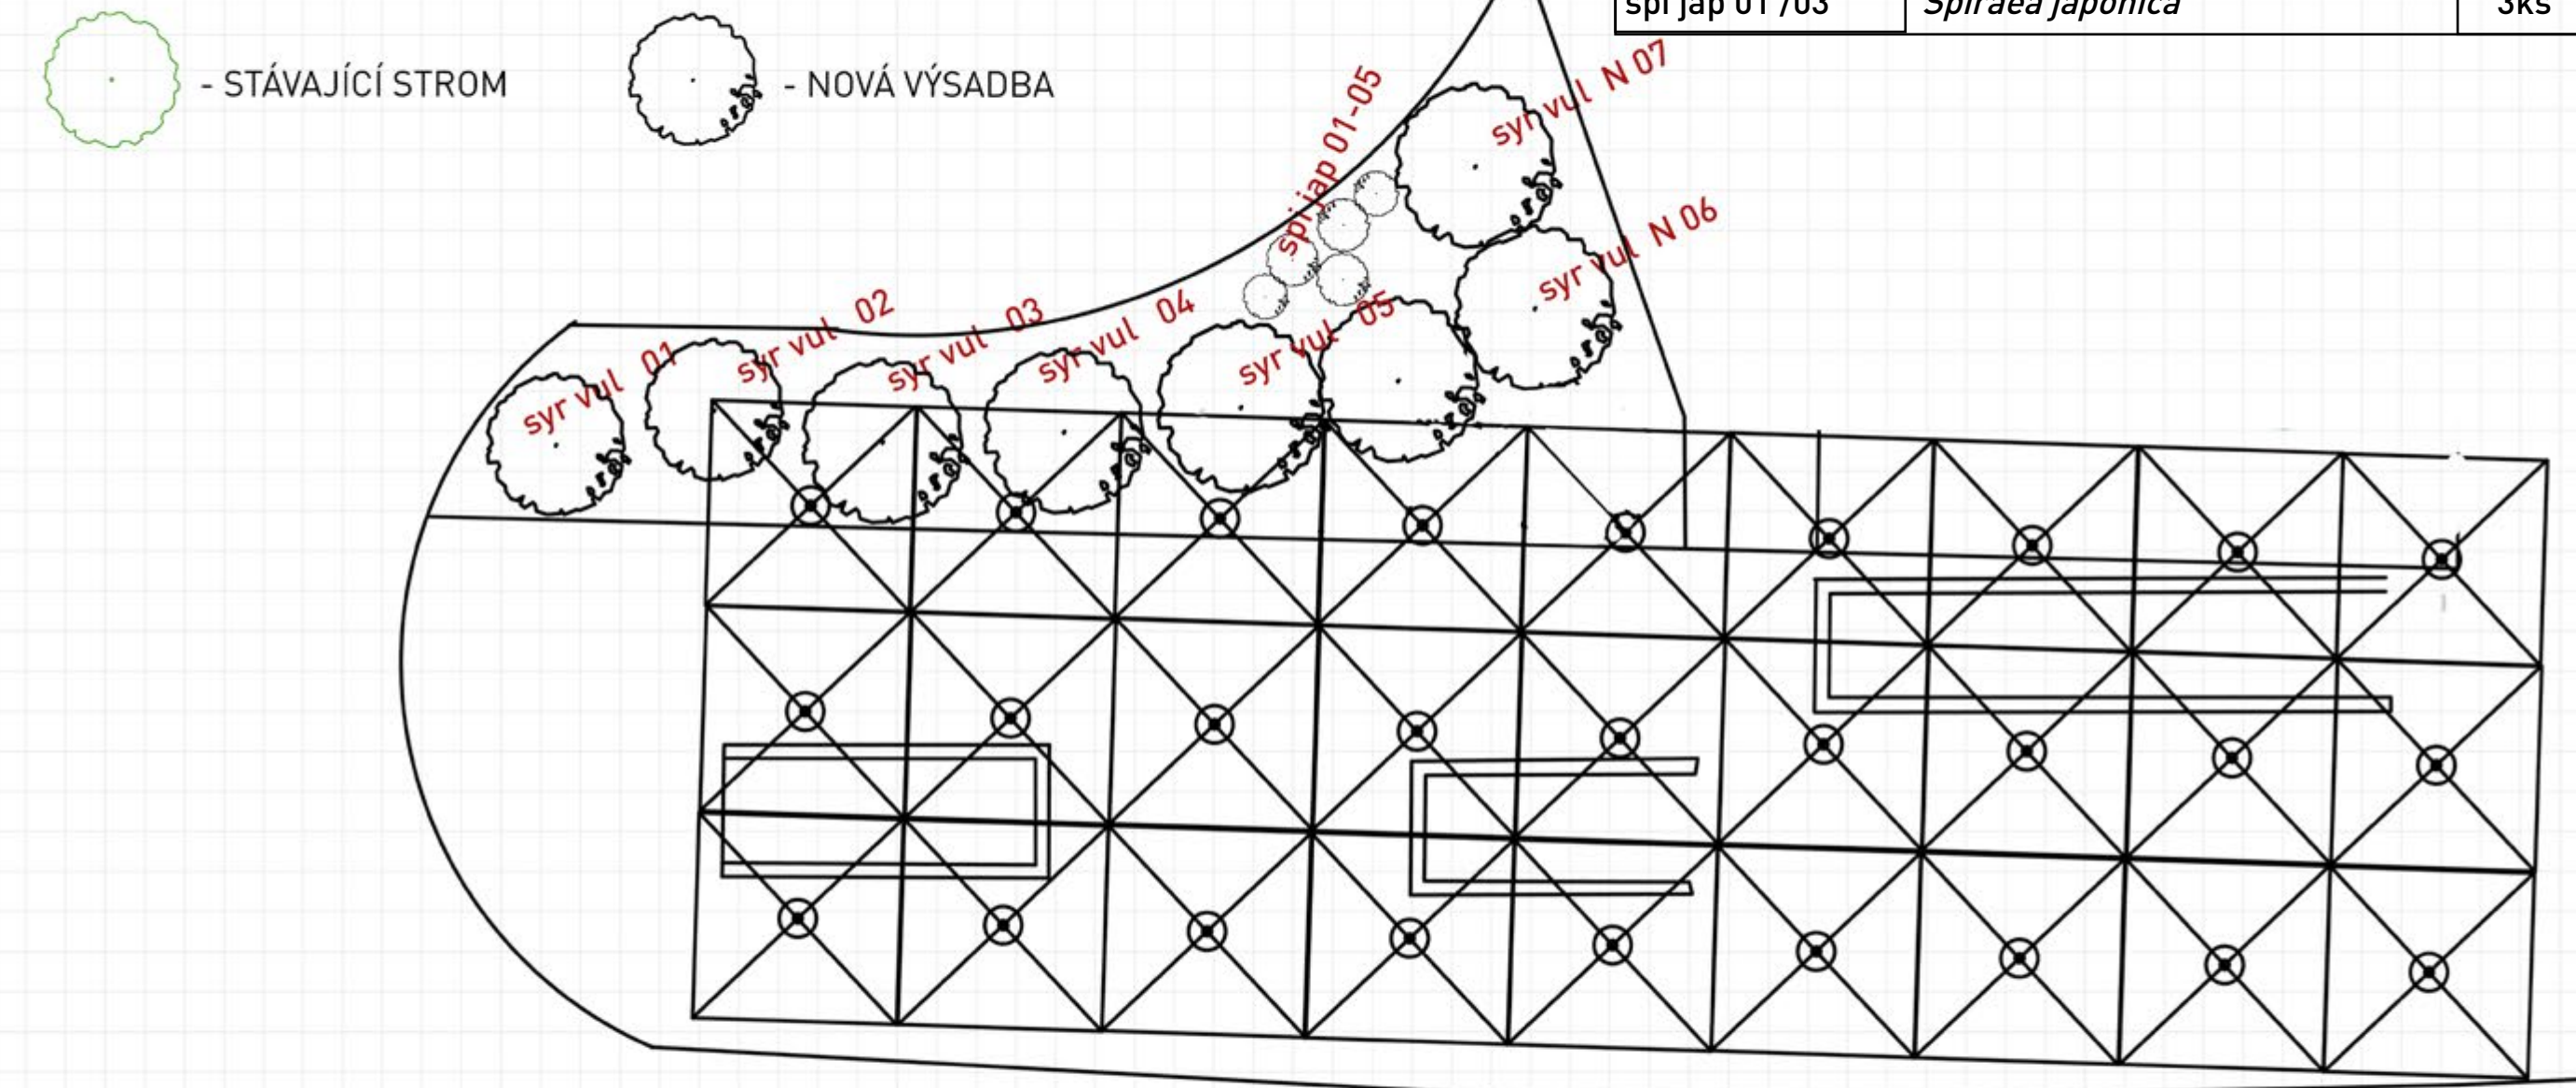 spi jap 01 /03 Spiraea japonica 3ks
- STÁVAJÍCÍ STROM - NOVÁ VÝSADBA
syr vul N 07
spi jap 01-05
syr vul N 06
syr vul 01
syr vul 02
syr vul 03
syr vul 04
syr vul 05